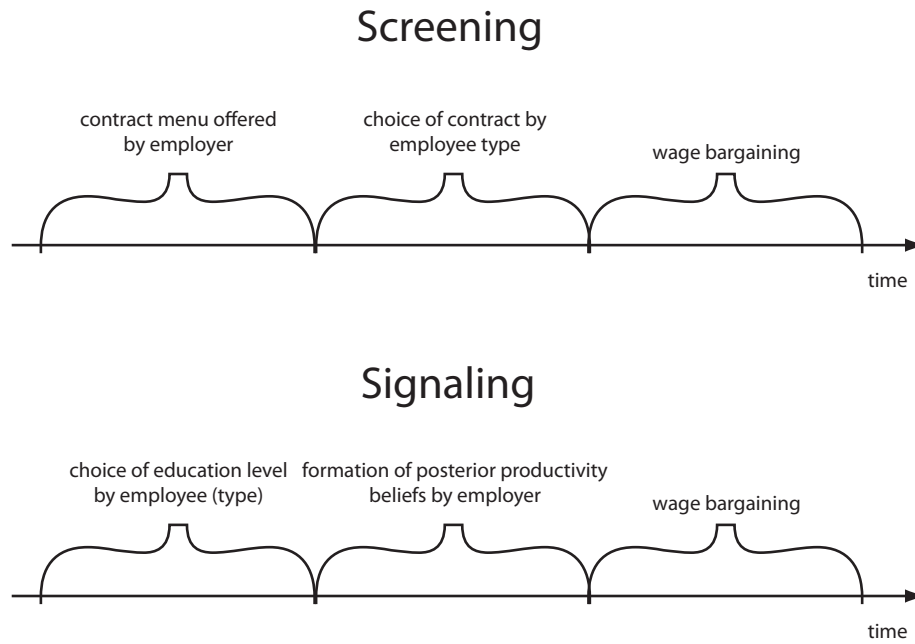 Screening
contract menu offered
by employer
choice of contract by
employee type
wage bargaining
time
Signaling
choice of education level
by employee (type)
formation of posterior productivity
beliefs by employer
wage bargaining
time